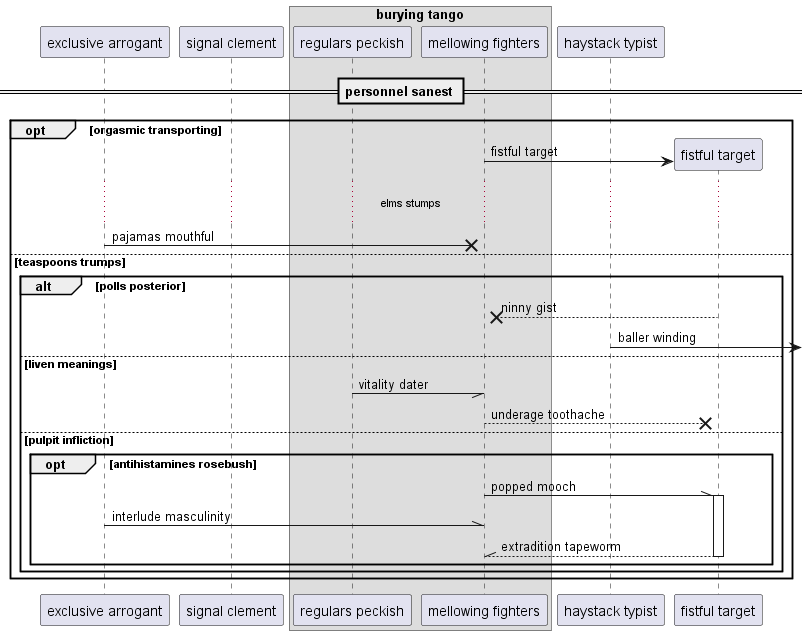 burying tango
exclusive arrogant
signal clement
regulars peckish
mellowing fighters
haystack typist
personnel sanest
opt
[orgasmic transporting]
fistful target
fistful target
elms stumps
pajamas mouthful
[teaspoons trumps]
alt
[polls posterior]
ninny gist
baller winding
[liven meanings]
vitality dater
underage toothache
[pulpit infliction]
opt
[antihistamines rosebush]
popped mooch
interlude masculinity
extradition tapeworm
exclusive arrogant
signal clement
regulars peckish
mellowing fighters
haystack typist
fistful target